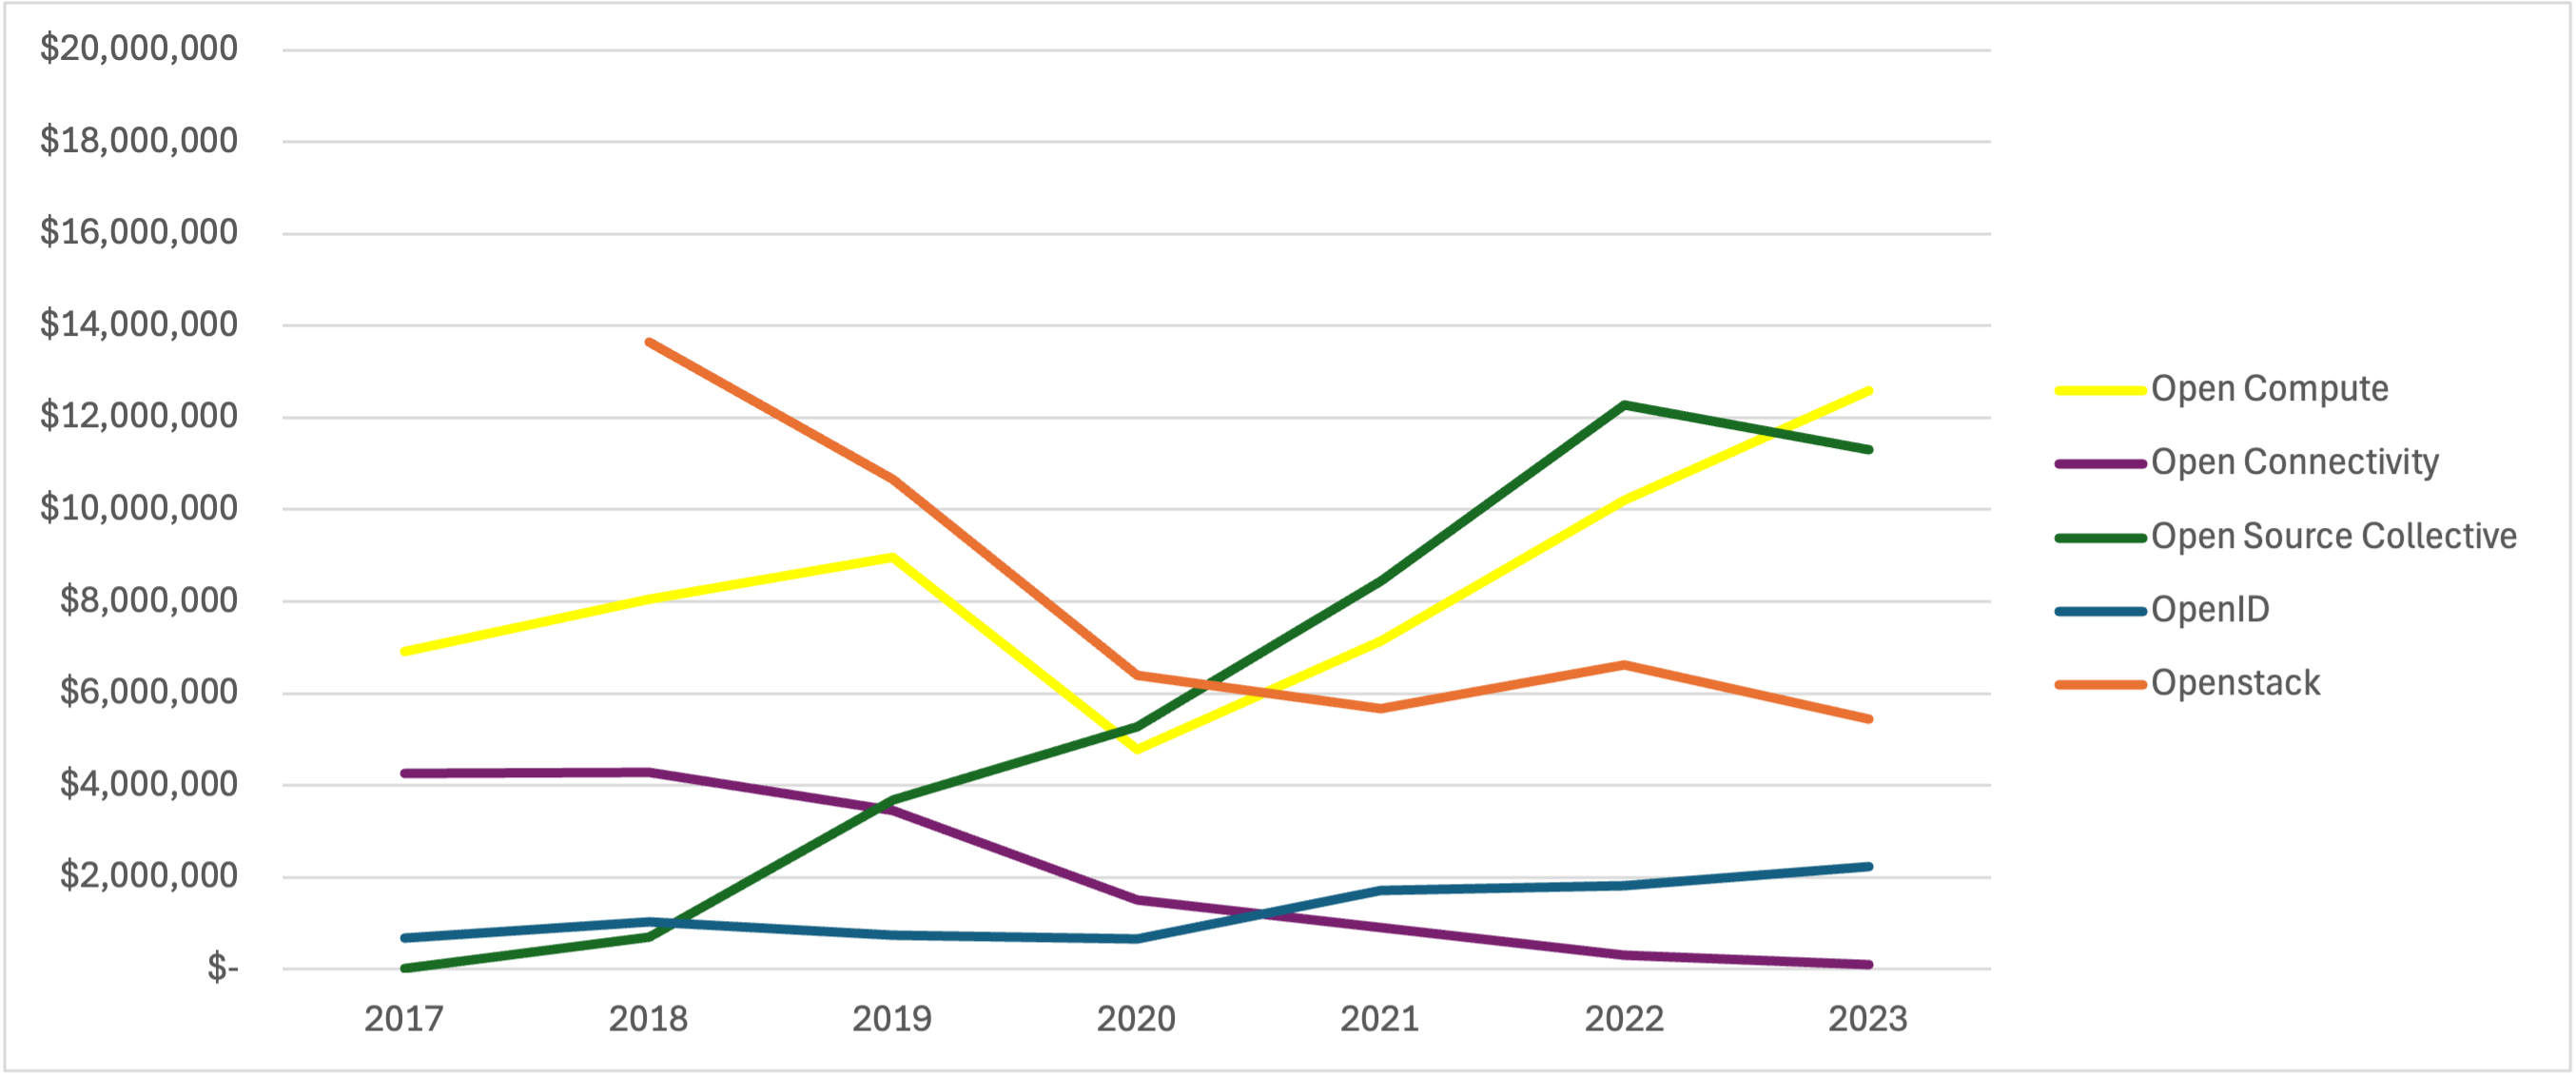 $20,000,000
$18,000,000
$16,000,000
$14,000,000
$12,000,000
$10,000,000
$8,000,000
$6,000,000
$4,000,000
$2,000,000
$-
2017 2018 2019 2020 2021 2022 2023
Open Compute
Open Connectivity
Open Source Collective
OpenID
Openstack